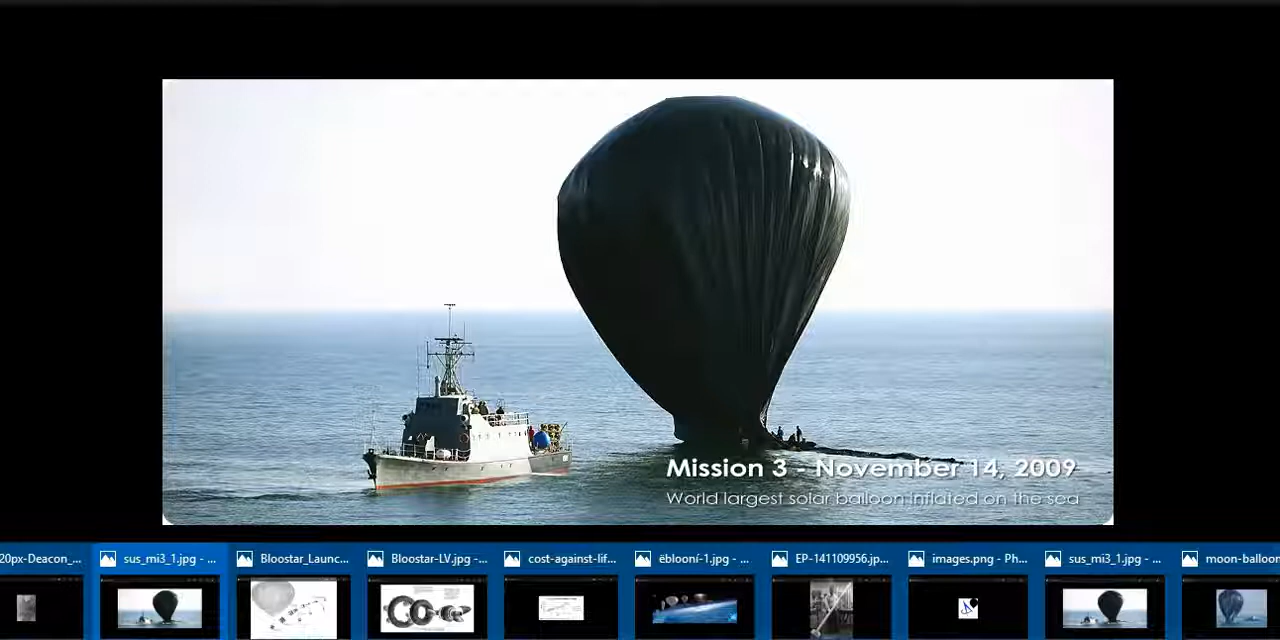 Mission 3 - November 14, 2009
World largest solar balloon inflated on the sea
20px-Deacon_...
sus_mi3_1.jpg - ...
Bloostar_Launc...
Bloostar-LV.jpg -...
cost-against-lif...
ëblooní-1.jpg - ...
EP-141109956.jp...
images.png - Ph...
sus_mi3_1.jpg - ...
moon-balloon